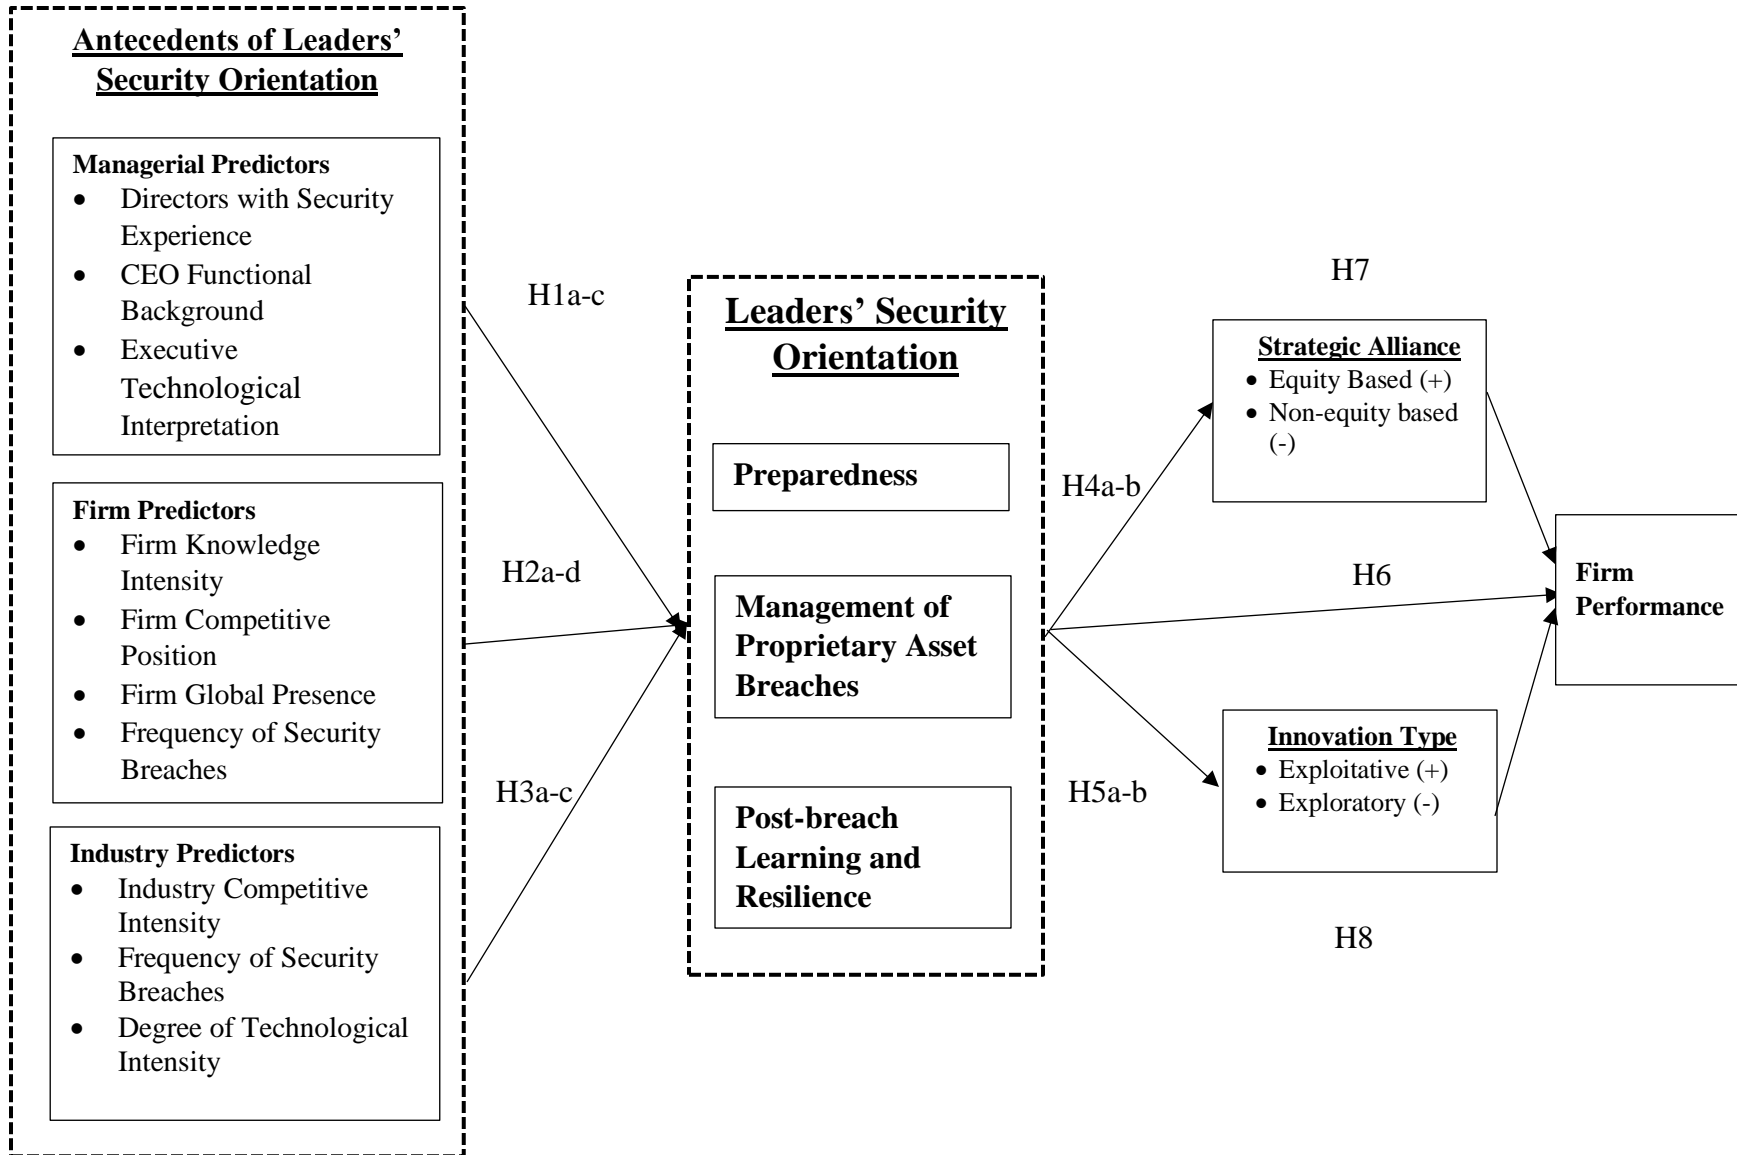 Antecedents of Leaders’
Security Orientation
Managerial Predictors
• Directors with Security
Experience
• CEO Functional
Background
• Executive
Technological
Interpretation
Firm Predictors
• Firm Knowledge
Intensity
• Firm Competitive
Position
• Firm Global Presence
• Frequency of Security
Breaches
Industry Predictors
• Industry Competitive
Intensity
• Frequency of Security
Breaches
• Degree of Technological
Intensity
H1a-c
H2a-d
H3a-c
Leaders’ Security
Orientation
Preparedness
Management of
Proprietary Asset
Breaches
Post-breach
Learning and
Resilience
H4a-b
H6
H5a-b
H7
Strategic Alliance
• Equity Based (+)
• Non-equity based
(-)
Innovation Type
• Exploitative (+)
• Exploratory (-)
H8
Firm
Performance